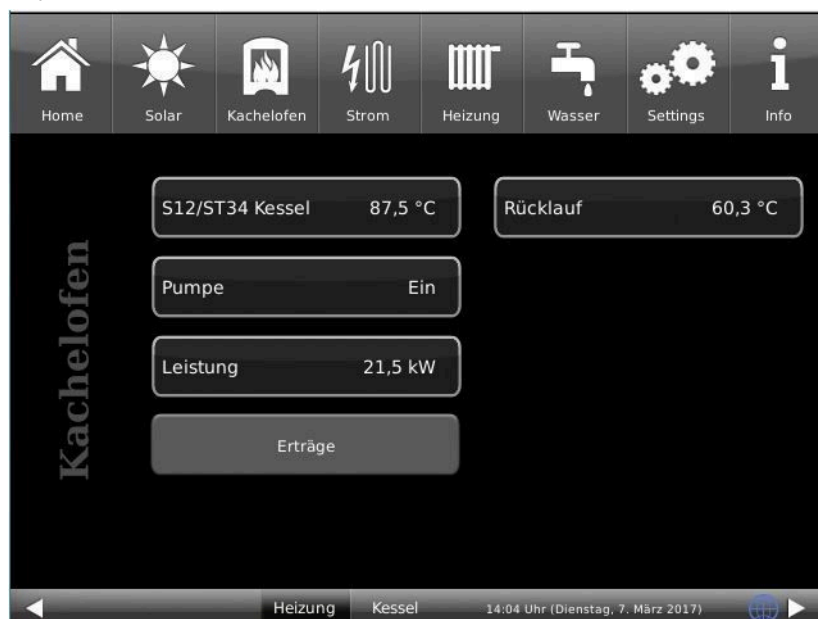 Home Solar Kachelofen Strom Heizung Wasser Settings Info
Kachelofen
S12/ST34 Kessel 87,5 °C
Rücklauf 60,3 °C
Pumpe Ein
Leistung 21,5 kW
Erträge
Heizung Kessel 14:04 Uhr (Dienstag, 7. März 2017)